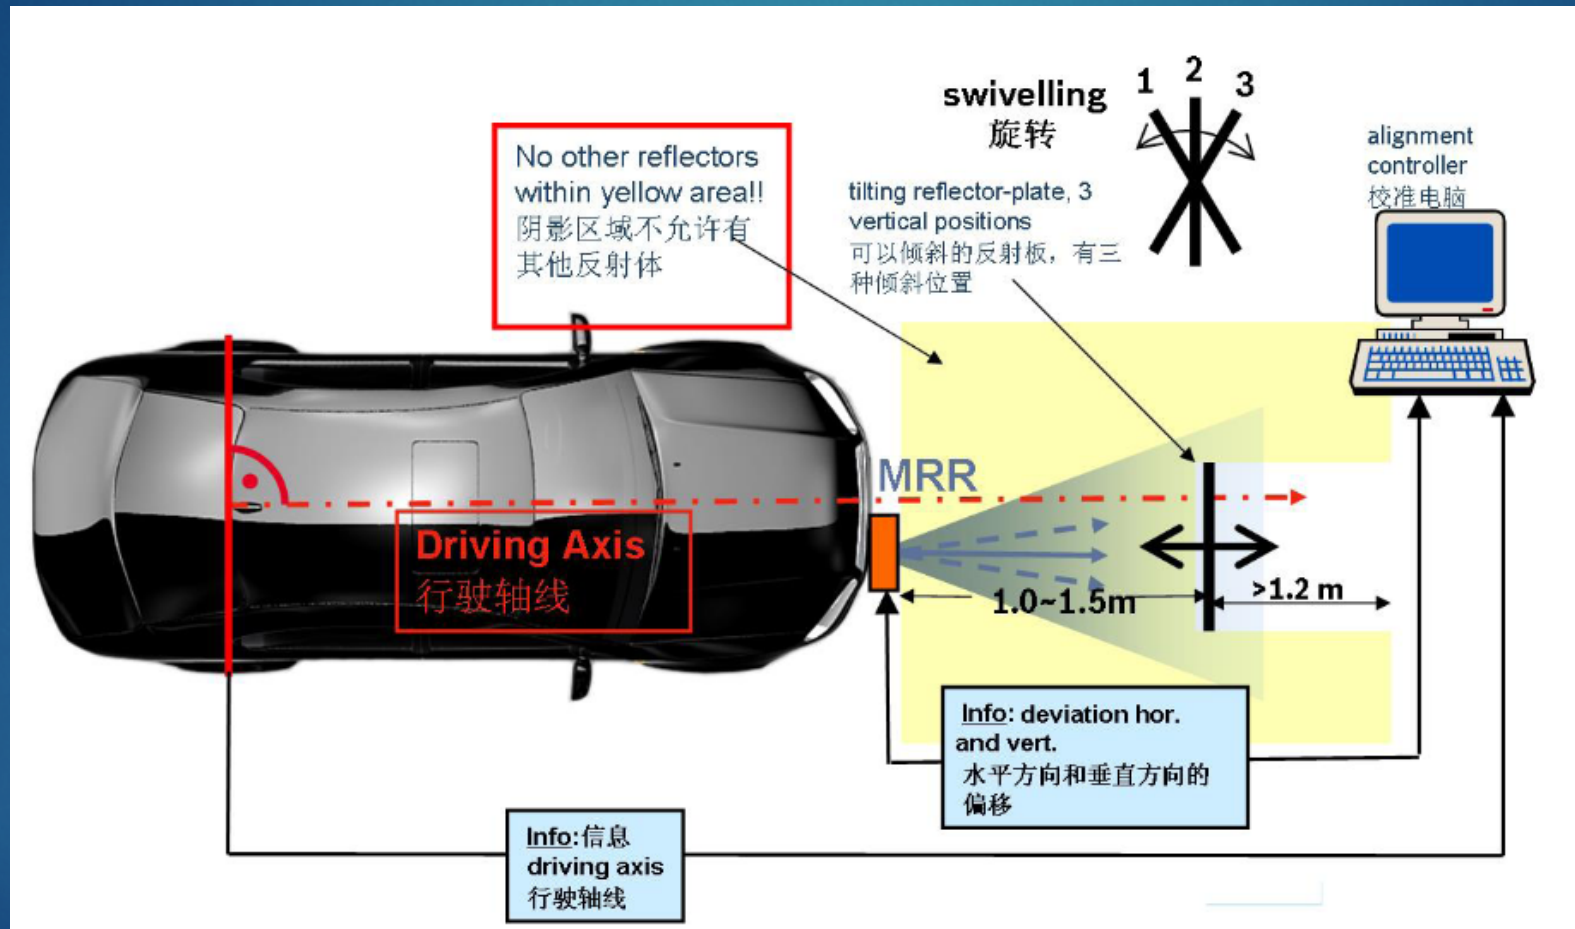 swivelling
旋转
1 2 3
No other reflectors
within yellow area!!
阴影区域不允许有
其他反射体
tilting reflector-plate, 3
vertical positions
可以倾斜的反射板，有三
种倾斜位置
alignment
controller
校准电脑
MRR
Driving Axis
行驶轴线
1.0~1.5m
>1.2 m
Info: deviation hor.
and vert.
水平方向和垂直方向的
偏移
Info:信息
driving axis
行驶轴线